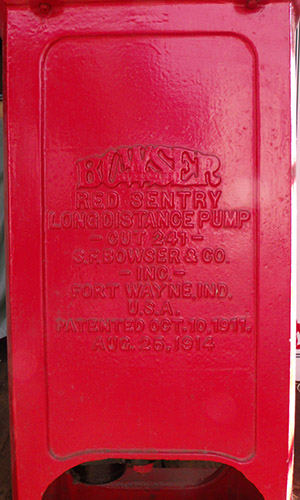 BOWSER
RED SENTRY
LONG DISTANCE PUMP
- CUT 241 -
S.F. BOWSER & CO.
- INC. -
FORT WAYNE, IND.
U.S.A.
PATENTED OCT. 10, 1911.
AUG. 25, 1914